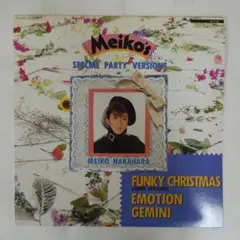 Meiko's
SPECIAL PARTY VERSIONS
MEIKO NAKAHARA
FUNKY CHRISTMAS
EMOTION
GEMINI